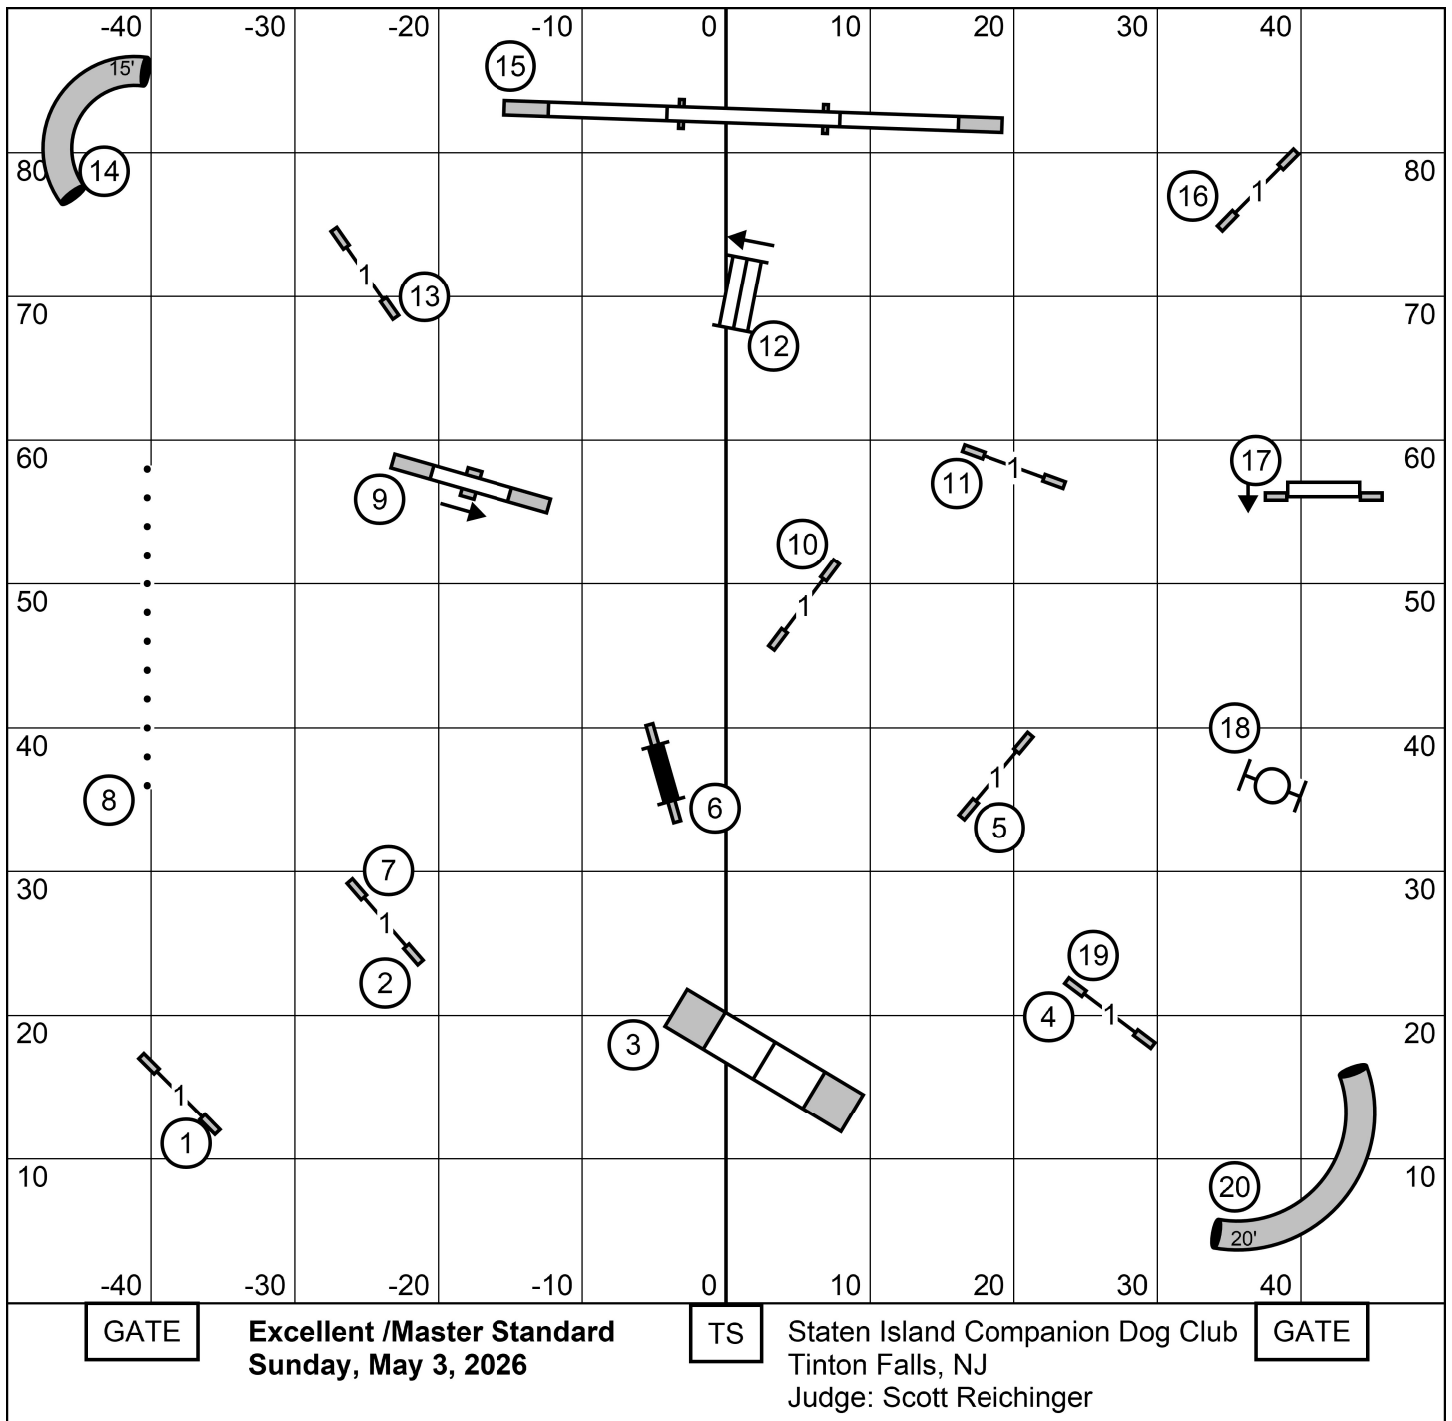 -40 -30 -20 -10 0 10 20 30 40
15
15'
80 14 80
16
1
1 13
70 70
12
60 17 60
9 11 1
10
50 50
1
18
40 40
1
8 6 5
7
30 30
1
19
2
4 1
20 3 20
1
1
10 10
20
20'
-40 -30 -20 -10 0 10 20 30 40
GATE Excellent /Master Standard TS Staten Island Companion Dog Club GATE
Sunday, May 3, 2026 Tinton Falls, NJ
Judge: Scott Reichinger